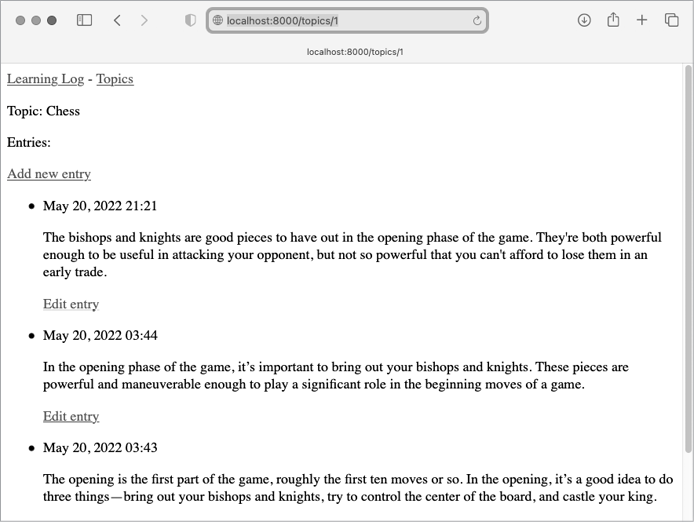 localhost:8000/topics/1
localhost:8000/topics/1
Learning Log - Topics
Topic: Chess
Entries:
Add new entry
May 20, 2022 21:21
The bishops and knights are good pieces to have out in the opening phase of the game. They're both powerful
enough to be useful in attacking your opponent, but not so powerful that you can't afford to lose them in an
early trade.
Edit entry
May 20, 2022 03:44
In the opening phase of the game, it’s important to bring out your bishops and knights. These pieces are
powerful and maneuverable enough to play a significant role in the beginning moves of a game.
Edit entry
May 20, 2022 03:43
The opening is the first part of the game, roughly the first ten moves or so. In the opening, it’s a good idea to do
three things—bring out your bishops and knights, try to control the center of the board, and castle your king.